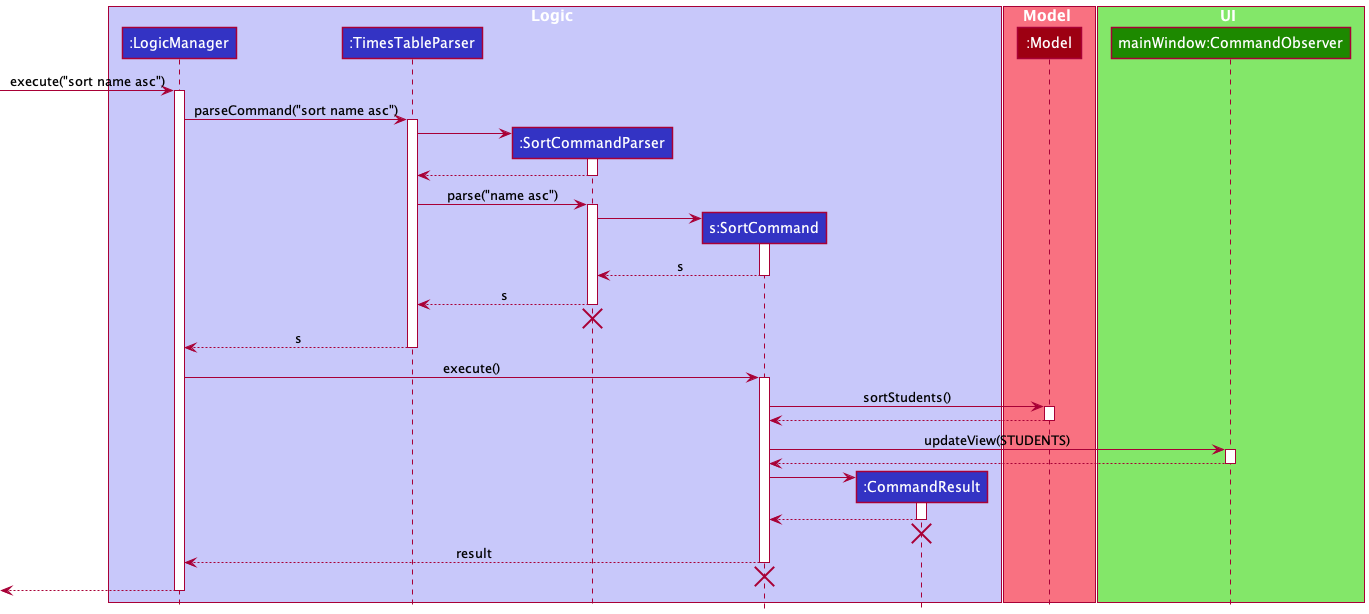 Logic
Model
UI
:LogicManager
:TimesTableParser
:Model
mainWindow:CommandObserver
execute("sort name asc")
parseCommand("sort name asc")
:SortCommandParser
parse("name asc")
s:SortCommand
s
s
s
execute()
sortStudents()
updateView(STUDENTS)
:CommandResult
result